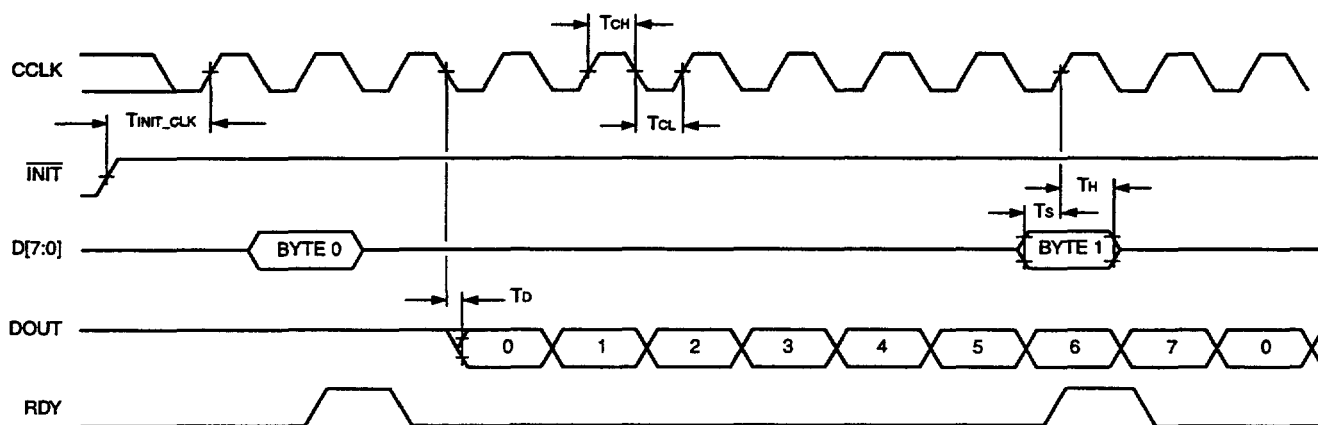 TCH
CCLK
TINIT_CLK
TCL
INIT
TH
TS
D[7:0]
BYTE 0
BYTE 1
TD
DOUT
0 1 2 3 4 5 6 7 0
RDY